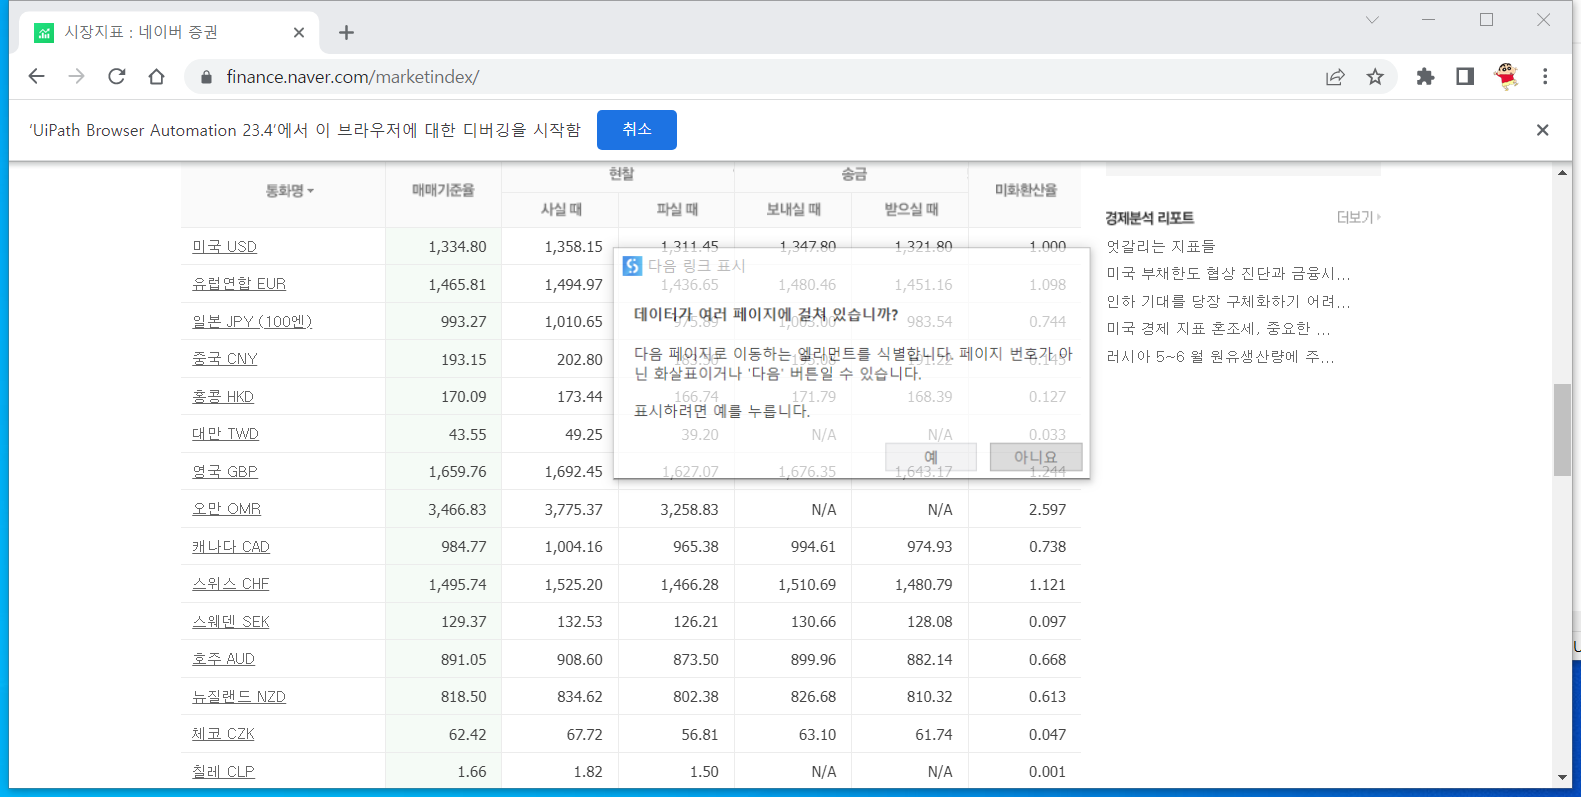 시장지표 : 네이버 증권
finance.naver.com/marketindex/
'UiPath Browser Automation 23.4'에서 이 브라우저에 대한 디버깅을 시작함
취소
통화명 매매기준율 현찰 송금 미화환산율
사실 때 파실 때 보내실 때 받으실 때
미국 USD 1,334.80 1,358.15 1,311.45 1,347.80 1,321.80 1.000
유럽연합 EUR 1,465.81 1,494.97 1,436.65 1,480.46 1,451.16 1.098
일본 JPY (100엔) 993.27 1,010.65 975.89 1,003.00 983.54 0.744
중국 CNY 193.15 202.80
홍콩 HKD 170.09 173.44 166.74 171.79 168.39 0.127
대만 TWD 43.55 49.25 39.20 N/A N/A 0.033
영국 GBP 1,659.76 1,692.45 1,627.07 1,676.35 1,643.17 1.244
오만 OMR 3,466.83 3,775.37 3,258.83 N/A N/A 2.597
캐나다 CAD 984.77 1,004.16 965.38 994.61 974.93 0.738
스위스 CHF 1,495.74 1,525.20 1,466.28 1,510.69 1,480.79 1.121
스웨덴 SEK 129.37 132.53 126.21 130.66 128.08 0.097
호주 AUD 891.05 908.60 873.50 899.96 882.14 0.668
뉴질랜드 NZD 818.50 834.62 802.38 826.68 810.32 0.613
체코 CZK 62.42 67.72 56.81 63.10 61.74 0.047
칠레 CLP 1.66 1.82 1.50 N/A N/A 0.001
다음 링크 표시
데이터가 여러 페이지에 걸쳐 있습니까?
다음 페이지로 이동하는 엘리먼트를 식별합니다. 페이지 번호가 아
닌 화살표이거나 '다음' 버튼일 수 있습니다.
표시하려면 예를 누릅니다.
예
아니요
경제분석 리포트 더보기
엇갈리는 지표들
미국 부채한도 협상 진단과 금융시...
인하 기대를 당장 구체화하기 어려...
미국 경제 지표 혼조세, 중요한 ...
러시아 5~6 월 원유생산량에 주...